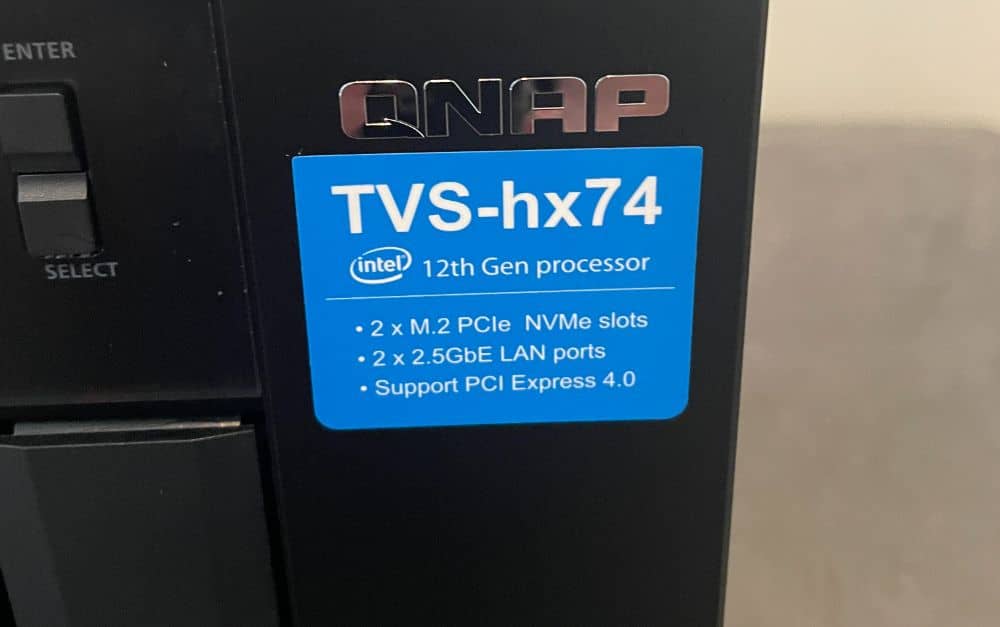 ENTER
SELECT
QNAP
TVS-hx74
intel 12th Gen processor
• 2 x M.2 PCIe NVMe slots
• 2 x 2.5GbE LAN ports
• Support PCI Express 4.0